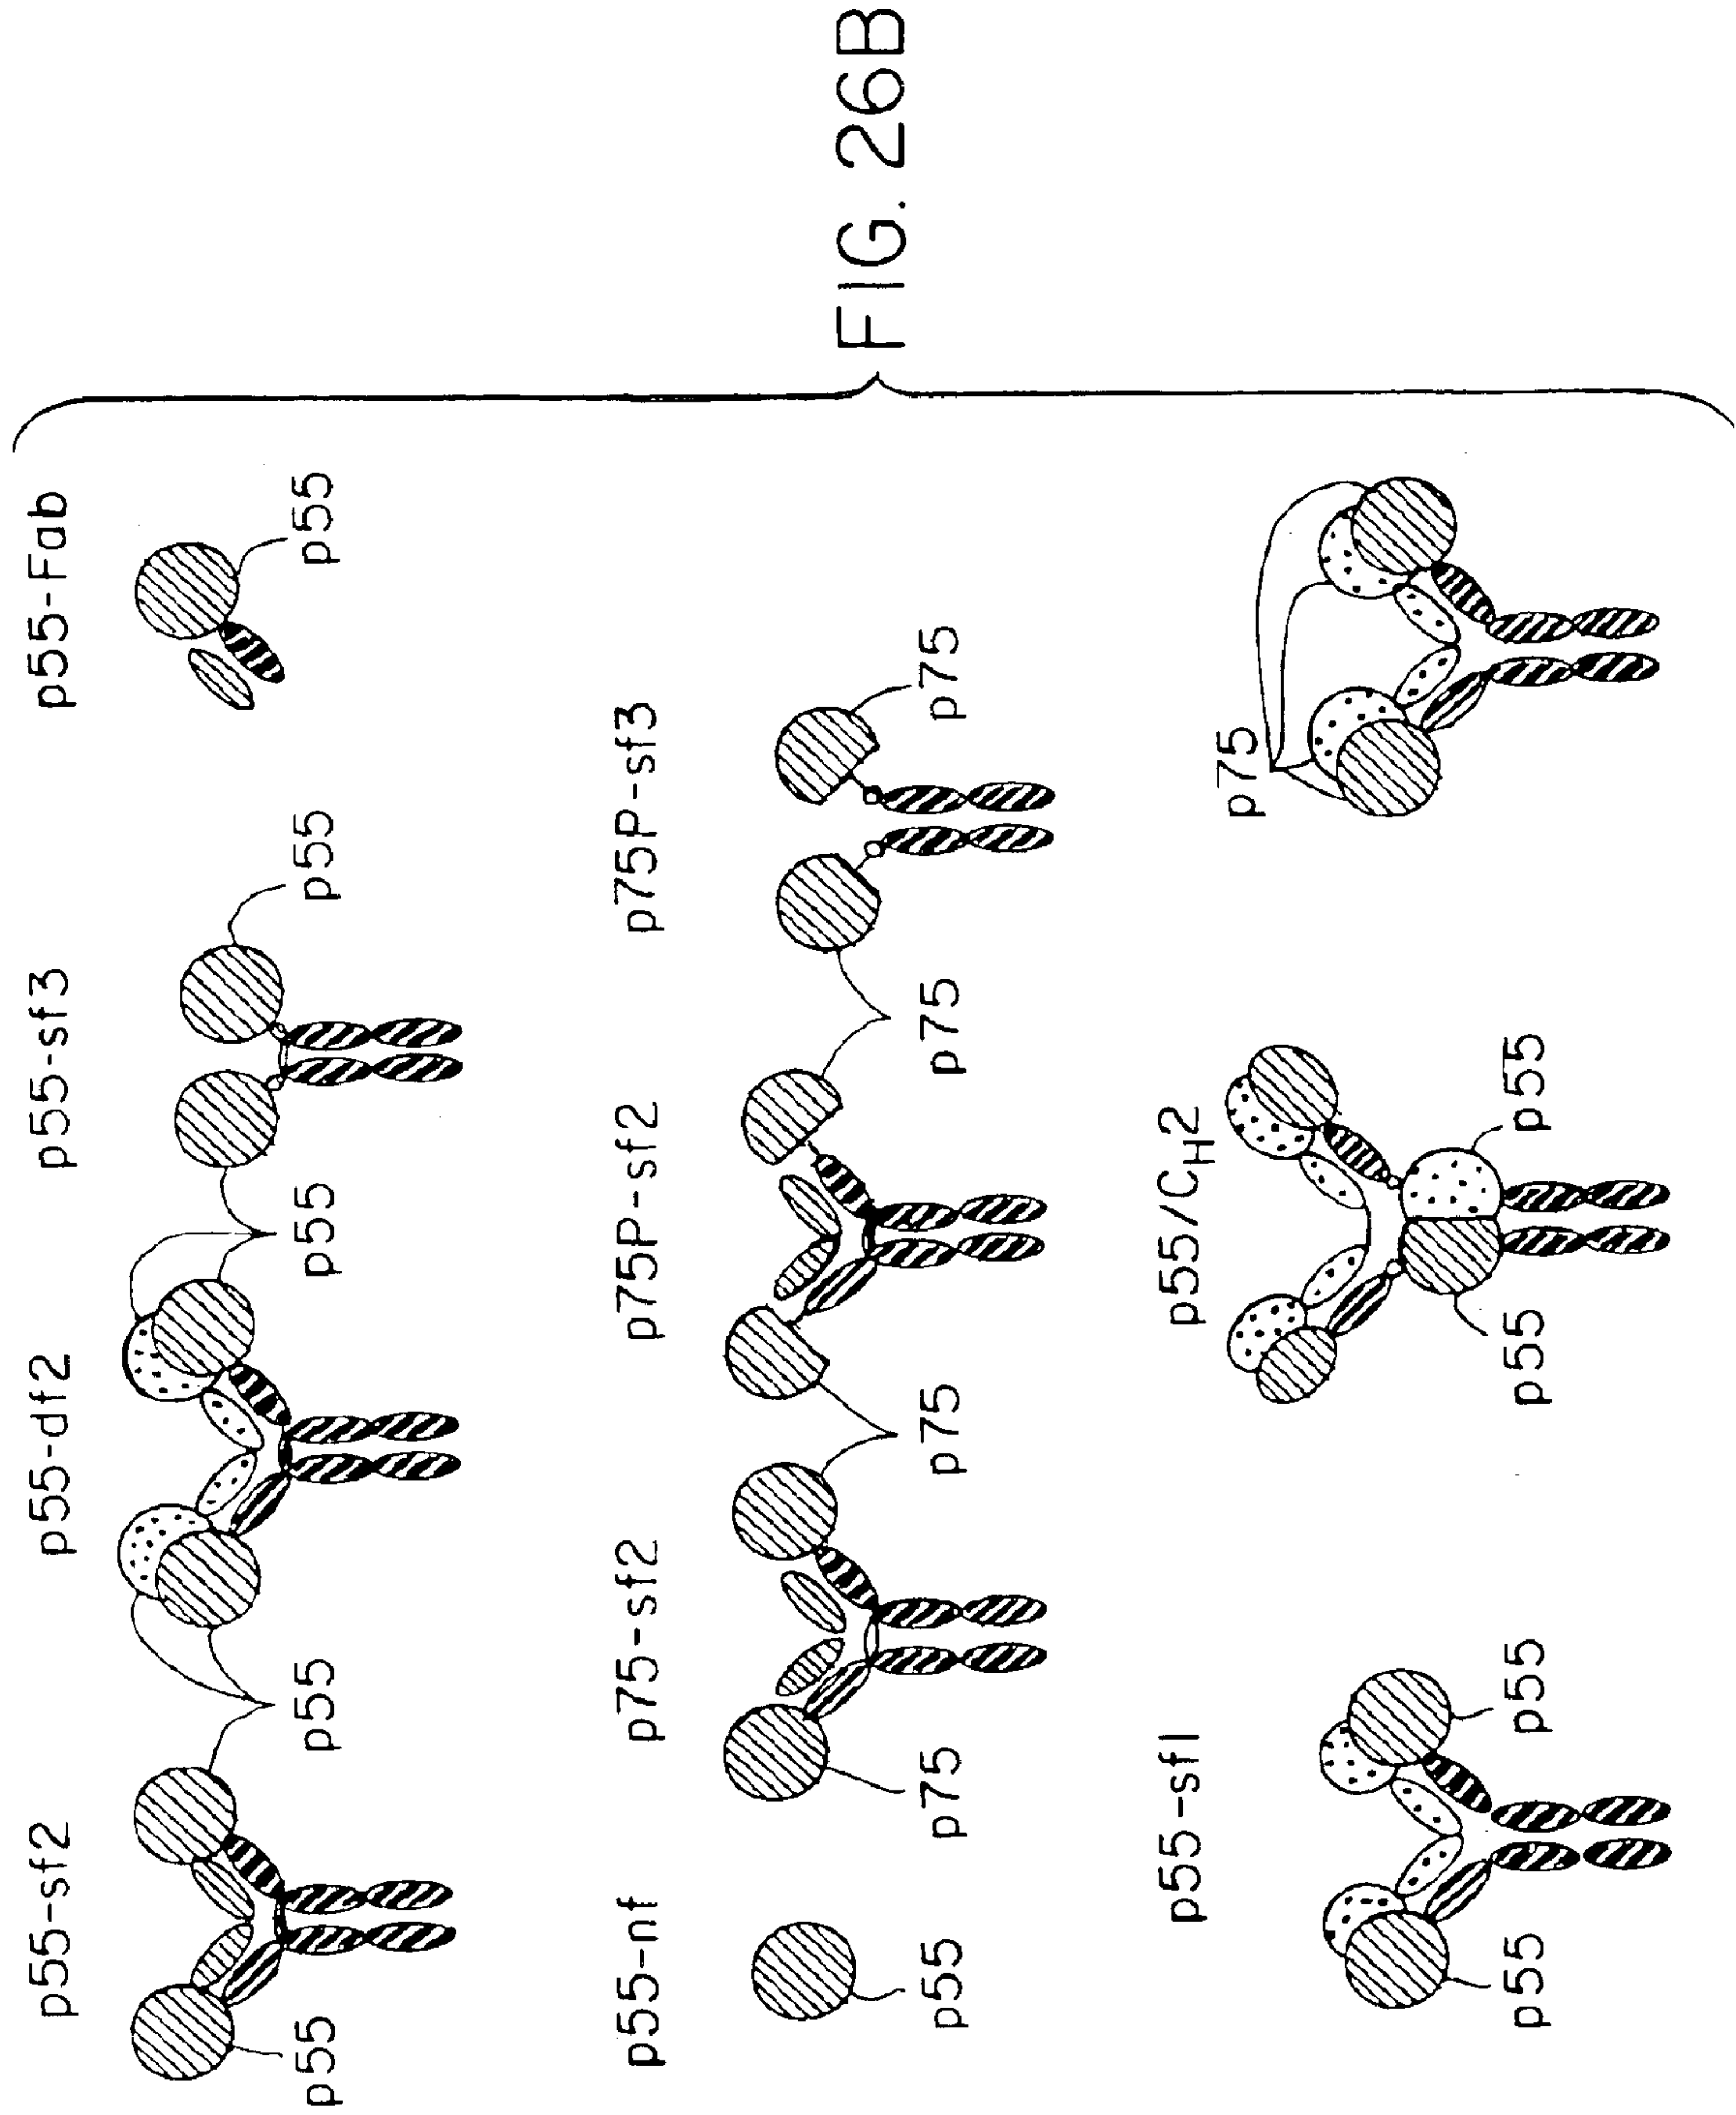 p55-sf2 p55-df2 p55-sf3 p55-Fab
p55 p55 p55 p55 p55
p55-nf p75-sf2 p75P-sf2 p75P-sf3
p55 p75 p75 p75 p75
p55-sf1 p55/CH2 p75
p55 p55 p55 p55
FIG. 26B